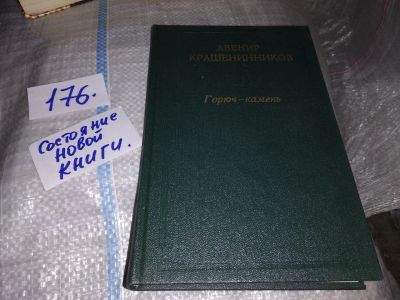 АВЕНИР
КРАШЕНИННИКОВ
Горюч-камень
176.
Состояние
новой
книги.